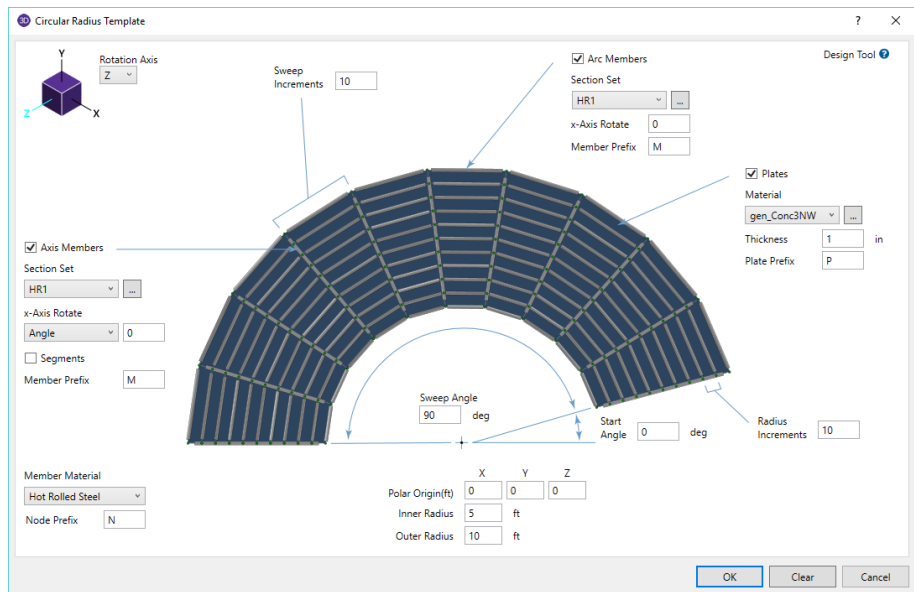 3D Circular Radius Template ? ×
Y
Z
X
Rotation Axis
Z
Sweep
Increments 10
Arc Members
Section Set
HR1 ...
x-Axis Rotate 0
Member Prefix M
Design Tool ?
Plates
Material
gen_Conc3NW ...
Thickness 1 in
Plate Prefix P
Axis Members
Section Set
HR1 ...
x-Axis Rotate
Angle 0
Segments
Member Prefix M
Sweep Angle
90 deg
Start
Angle 0 deg
Radius
Increments 10
Member Material
Hot Rolled Steel
Node Prefix N
X Y Z
Polar Origin(ft) 0 0 0
Inner Radius 5 ft
Outer Radius 10 ft
OK Clear Cancel